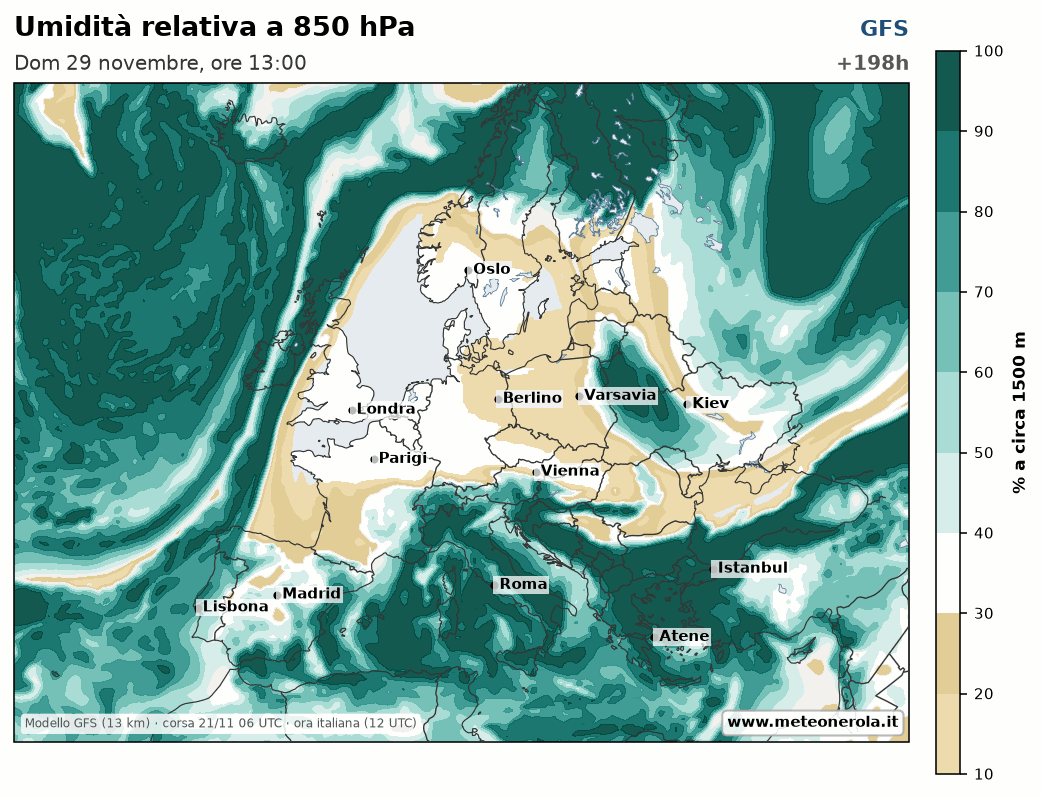 Umidità relativa a 850 hPa
GFS
Dom 29 novembre, ore 13:00
+198h
100
90
80
70
60
50
40
30
20
10
% a circa 1500 m
Oslo
Londra
Berlino
Varsavia
Kiev
Parigi
Vienna
Istanbul
Roma
Madrid
Lisbona
Atene
Modello GFS (13 km) · corsa 21/11 06 UTC · ora italiana (12 UTC)
www.meteonerola.it